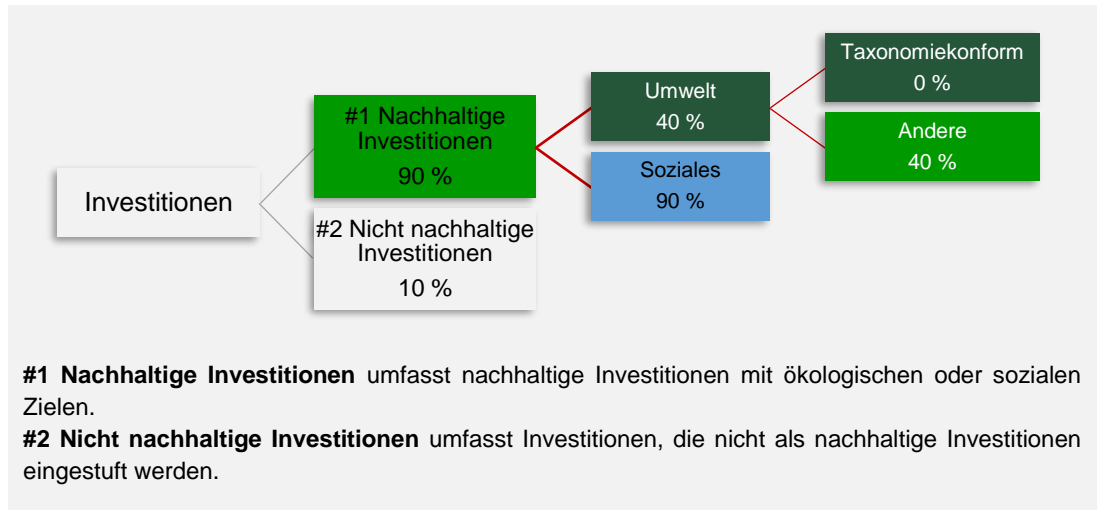 Investitionen
#1 Nachhaltige
Investitionen
90 %
#2 Nicht nachhaltige
Investitionen
10 %
Umwelt
40 %
Soziales
90 %
Taxonomiekonform
0 %
Andere
40 %
#1 Nachhaltige Investitionen umfasst nachhaltige Investitionen mit ökologischen oder sozialen
Zielen.
#2 Nicht nachhaltige Investitionen umfasst Investitionen, die nicht als nachhaltige Investitionen
eingestuft werden.